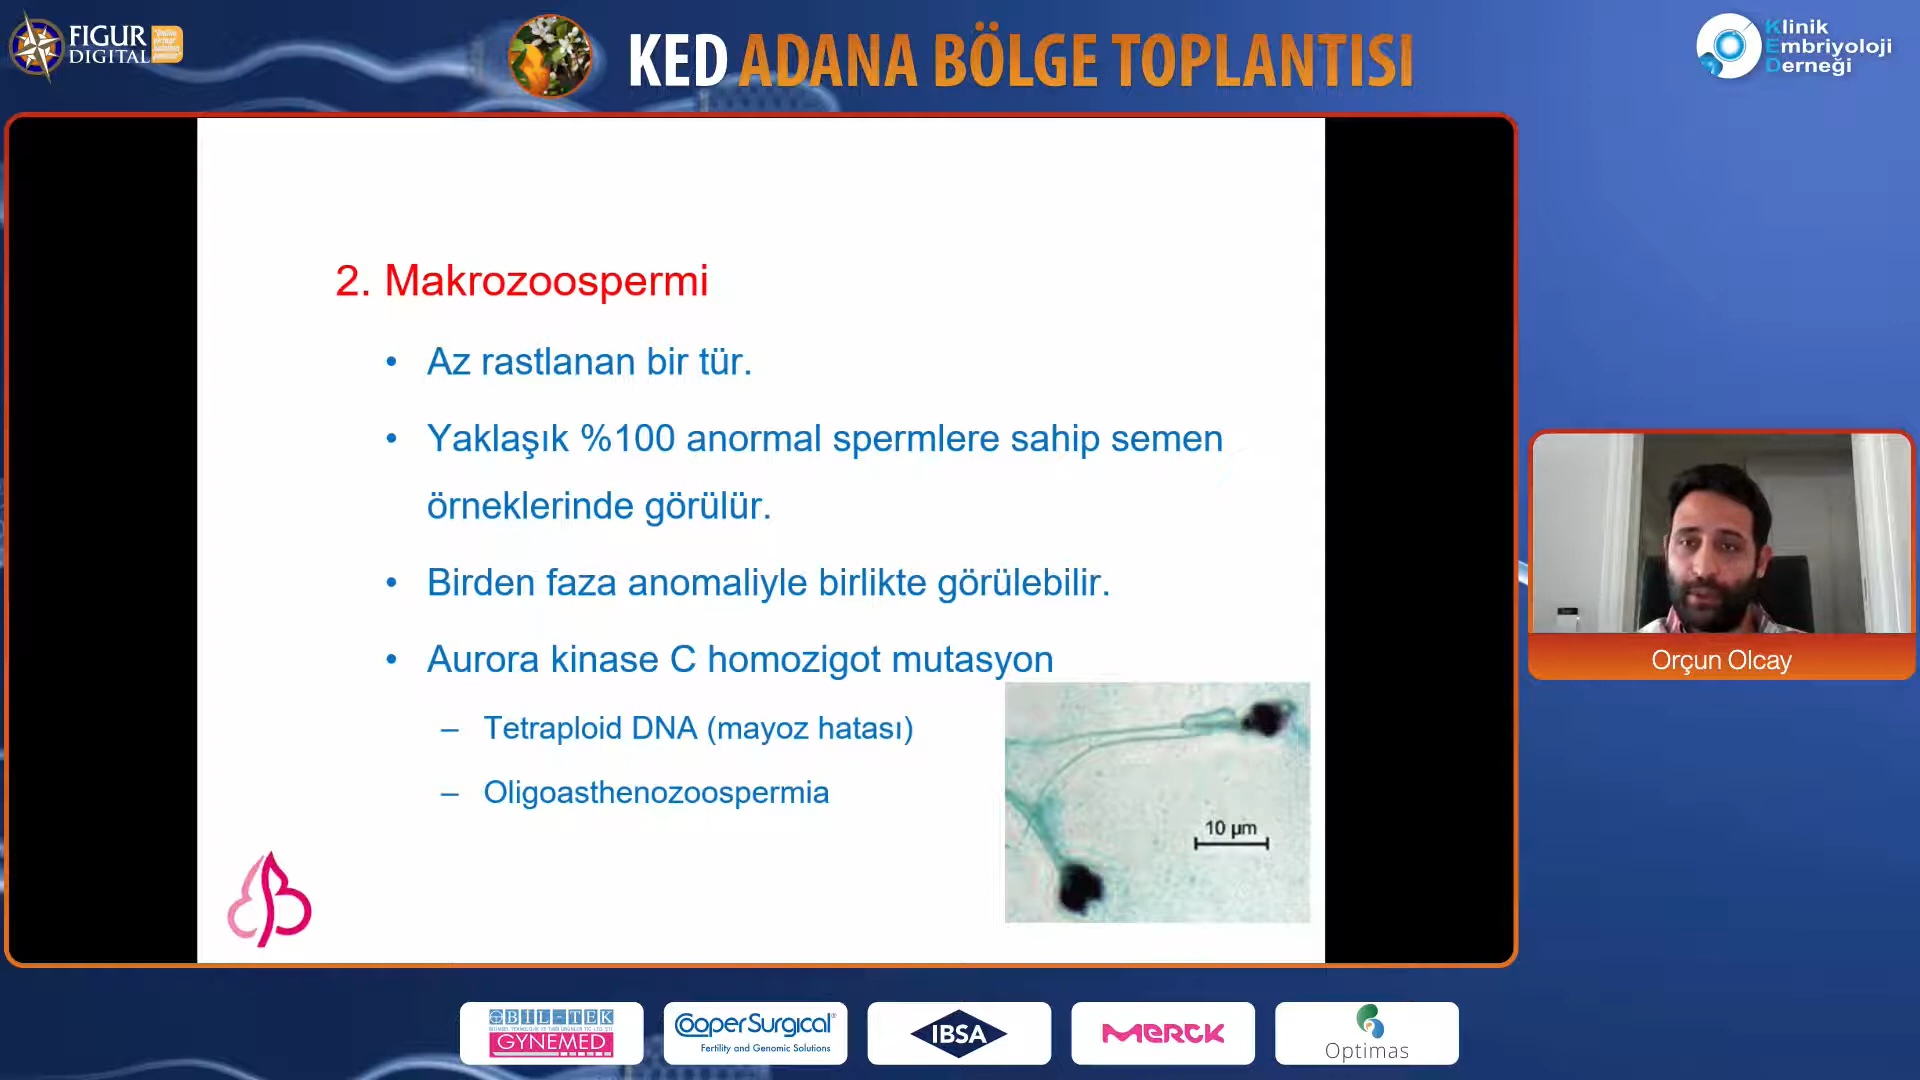 FIGUR
DIGITAL
KED ADANA BÖLGE TOPLANTISI
Klinik
Embriyoloji
Derneği
2. Makrozoospermi
• Az rastlanan bir tür.
• Yaklaşık %100 anormal spermlere sahip semen
örneklerinde görülür.
• Birden faza anomaliyle birlikte görülebilir.
• Aurora kinase C homozigot mutasyon
– Tetraploid DNA (mayoz hatası)
– Oligoasthenozoospermia
10 µm
Orçun Olcay
BİL-TEK
GYNEMED
CooperSurgical
Fertility and Genomic Solutions
IBSA
MERCK
Optimas